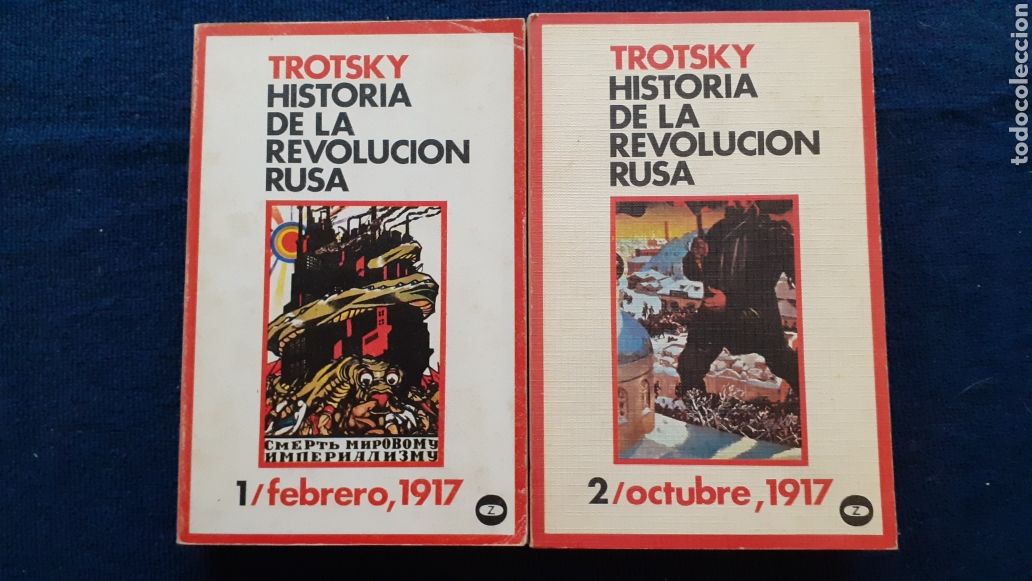 TROTSKY
HISTORIA
DE LA
REVOLUCION
RUSA
СМЕРТЬ МИРОВОМУ
ИМПЕРИАЛИЗМУ
1/febrero, 1917
Z
TROTSKY
HISTORIA
DE LA
REVOLUCION
RUSA
2/octubre, 1917
Z
todocoleccion